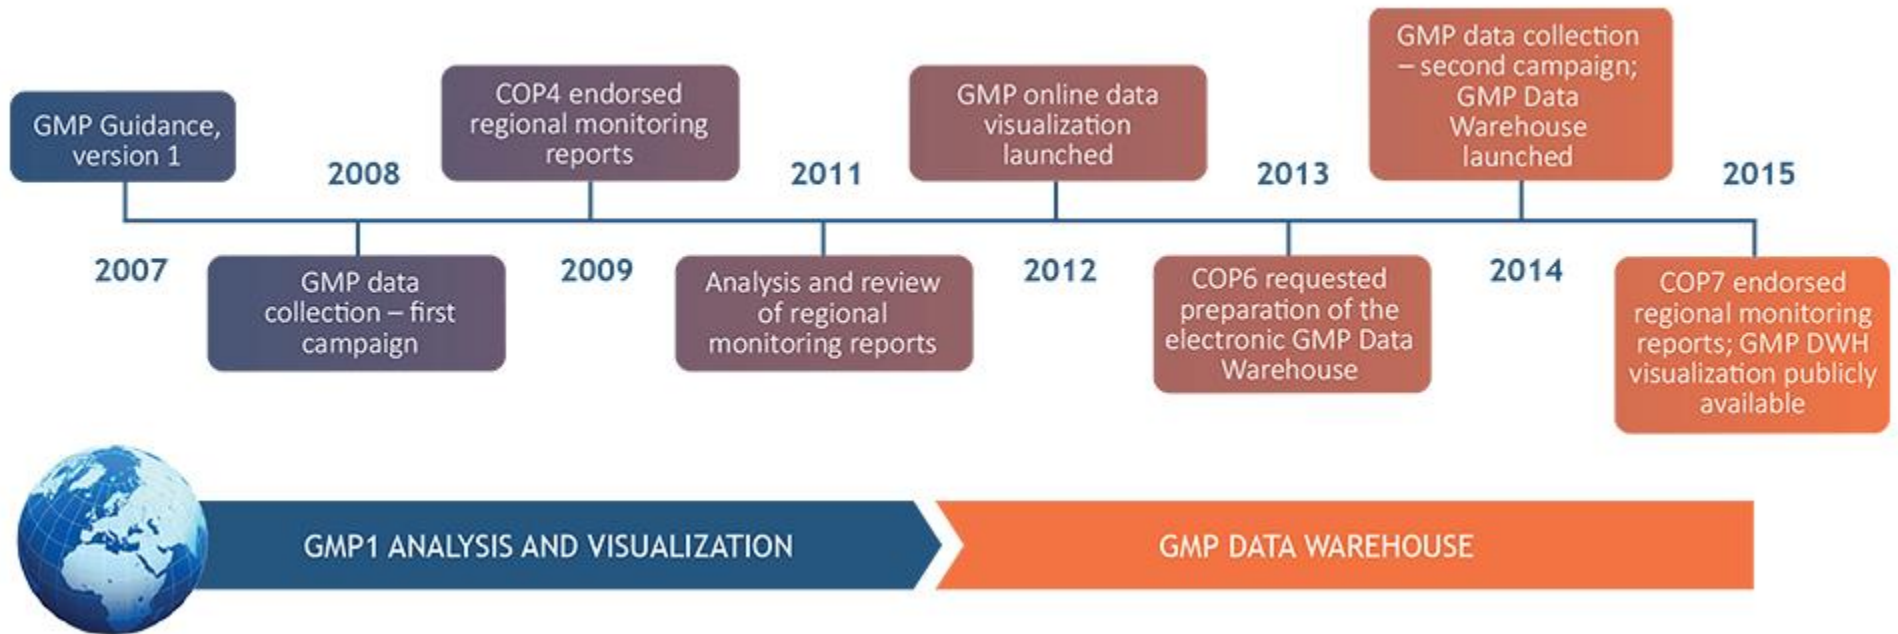 GMP Guidance,
version 1
2007
2008
GMP data
collection – first
campaign
COP4 endorsed
regional monitoring
reports
2009
2011
Analysis and review
of regional
monitoring reports
GMP online data
visualization
launched
2012
2013
COP6 requested
preparation of the
electronic GMP Data
Warehouse
GMP data collection
– second campaign;
GMP Data
Warehouse
launched
2014
2015
COP7 endorsed
regional monitoring
reports; GMP DWH
visualization publicly
available
GMP1 ANALYSIS AND VISUALIZATION
GMP DATA WAREHOUSE